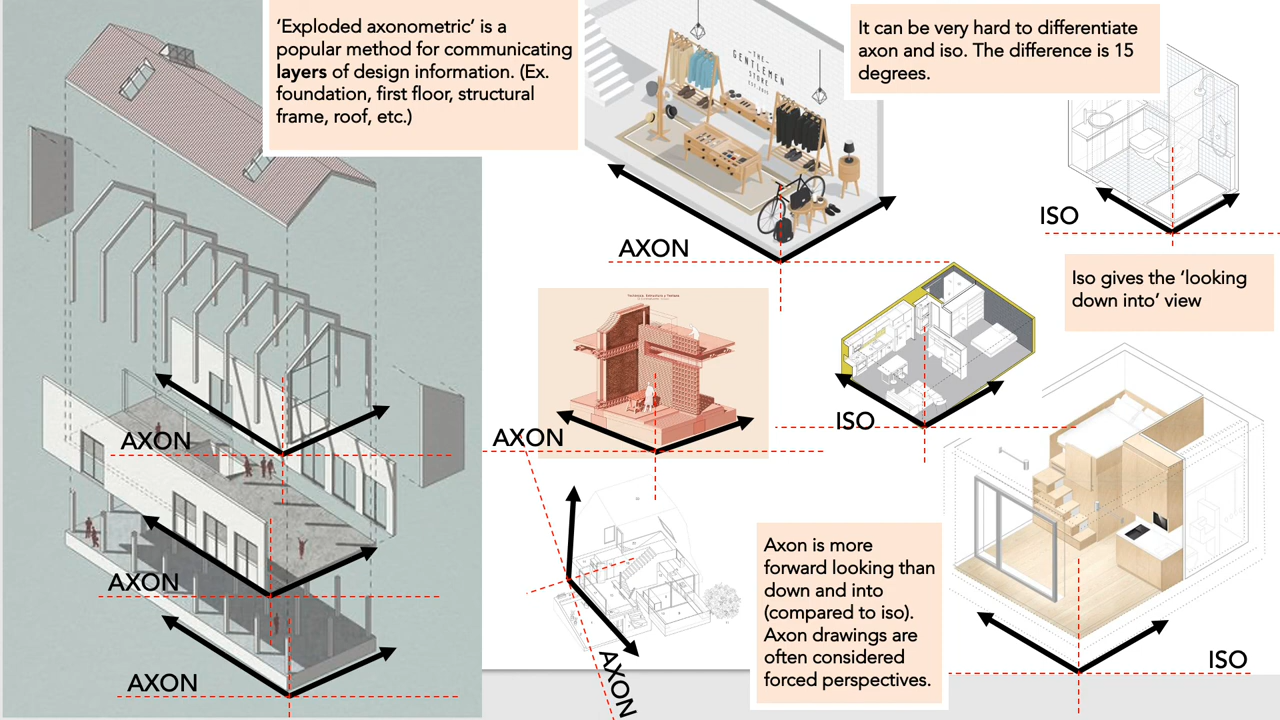 ‘Exploded axonometric’ is a
popular method for communicating
layers of design information. (Ex.
foundation, first floor, structural
frame, roof, etc.)
It can be very hard to differentiate
axon and iso. The difference is 15
degrees.
THE
GENTLEMEN
STORE
AXON
ISO
Iso gives the ‘looking
down into’ view
AXON
ISO
AXON
AXON
Axon is more
forward looking than
down and into
(compared to iso).
Axon drawings are
often considered
forced perspectives.
AXON
AXON
ISO